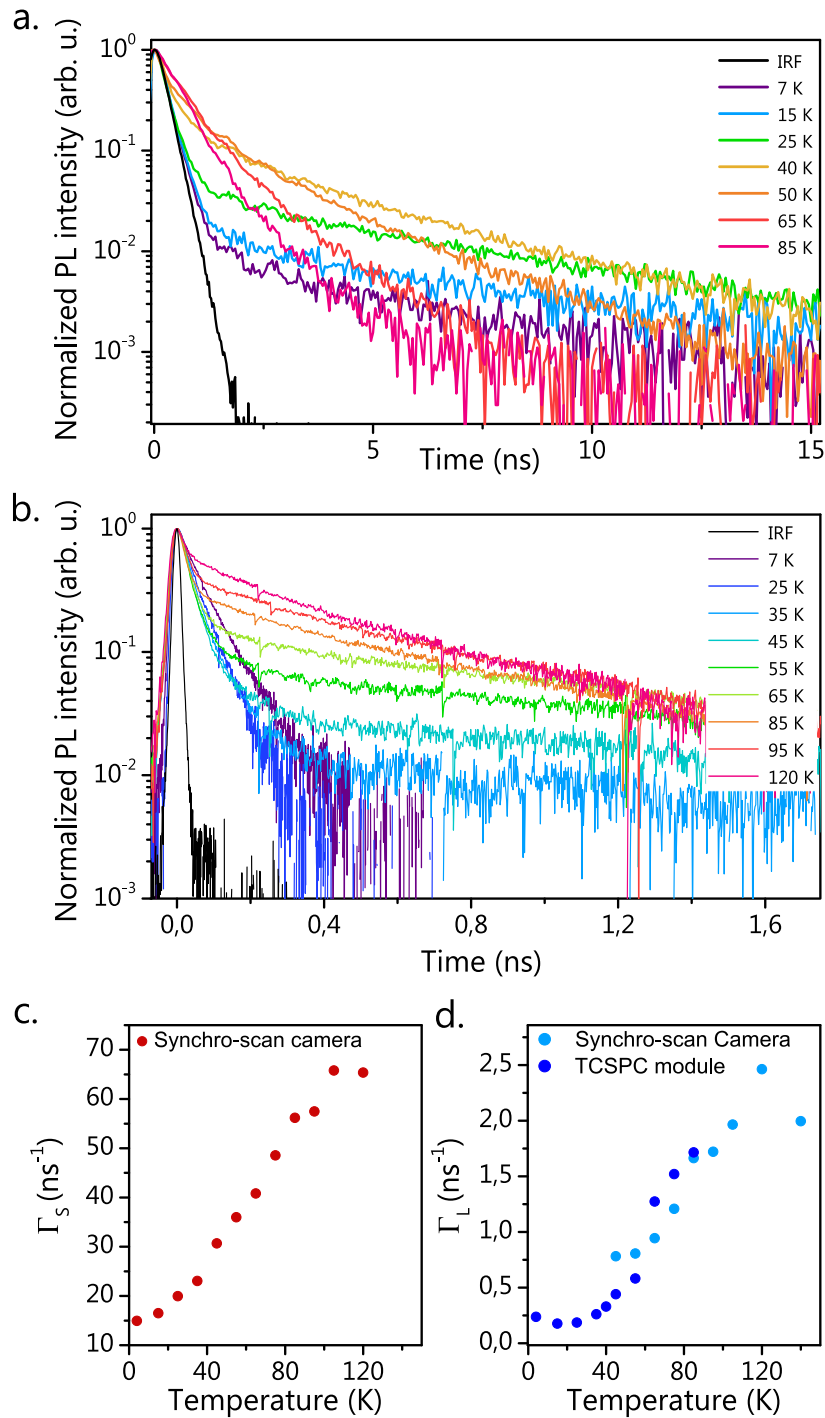 a.
Normalized PL intensity (arb. u.)
10⁰
10⁻¹
10⁻²
10⁻³
IRF
7 K
15 K
25 K
40 K
50 K
65 K
85 K
0
5
10
15
Time (ns)
b.
Normalized PL intensity (arb. u.)
10⁰
10⁻¹
10⁻²
10⁻³
IRF
7 K
25 K
35 K
45 K
55 K
65 K
85 K
95 K
120 K
0,0
0,4
0,8
1,2
1,6
Time (ns)
c.
Γ_S (ns⁻¹)
70
60
50
40
30
20
10
Synchro-scan camera
0
40
80
120
Temperature (K)
d.
Γ_L (ns⁻¹)
2,5
2,0
1,5
1,0
0,5
0,0
Synchro-scan Camera
TCSPC module
0
40
80
120
Temperature (K)